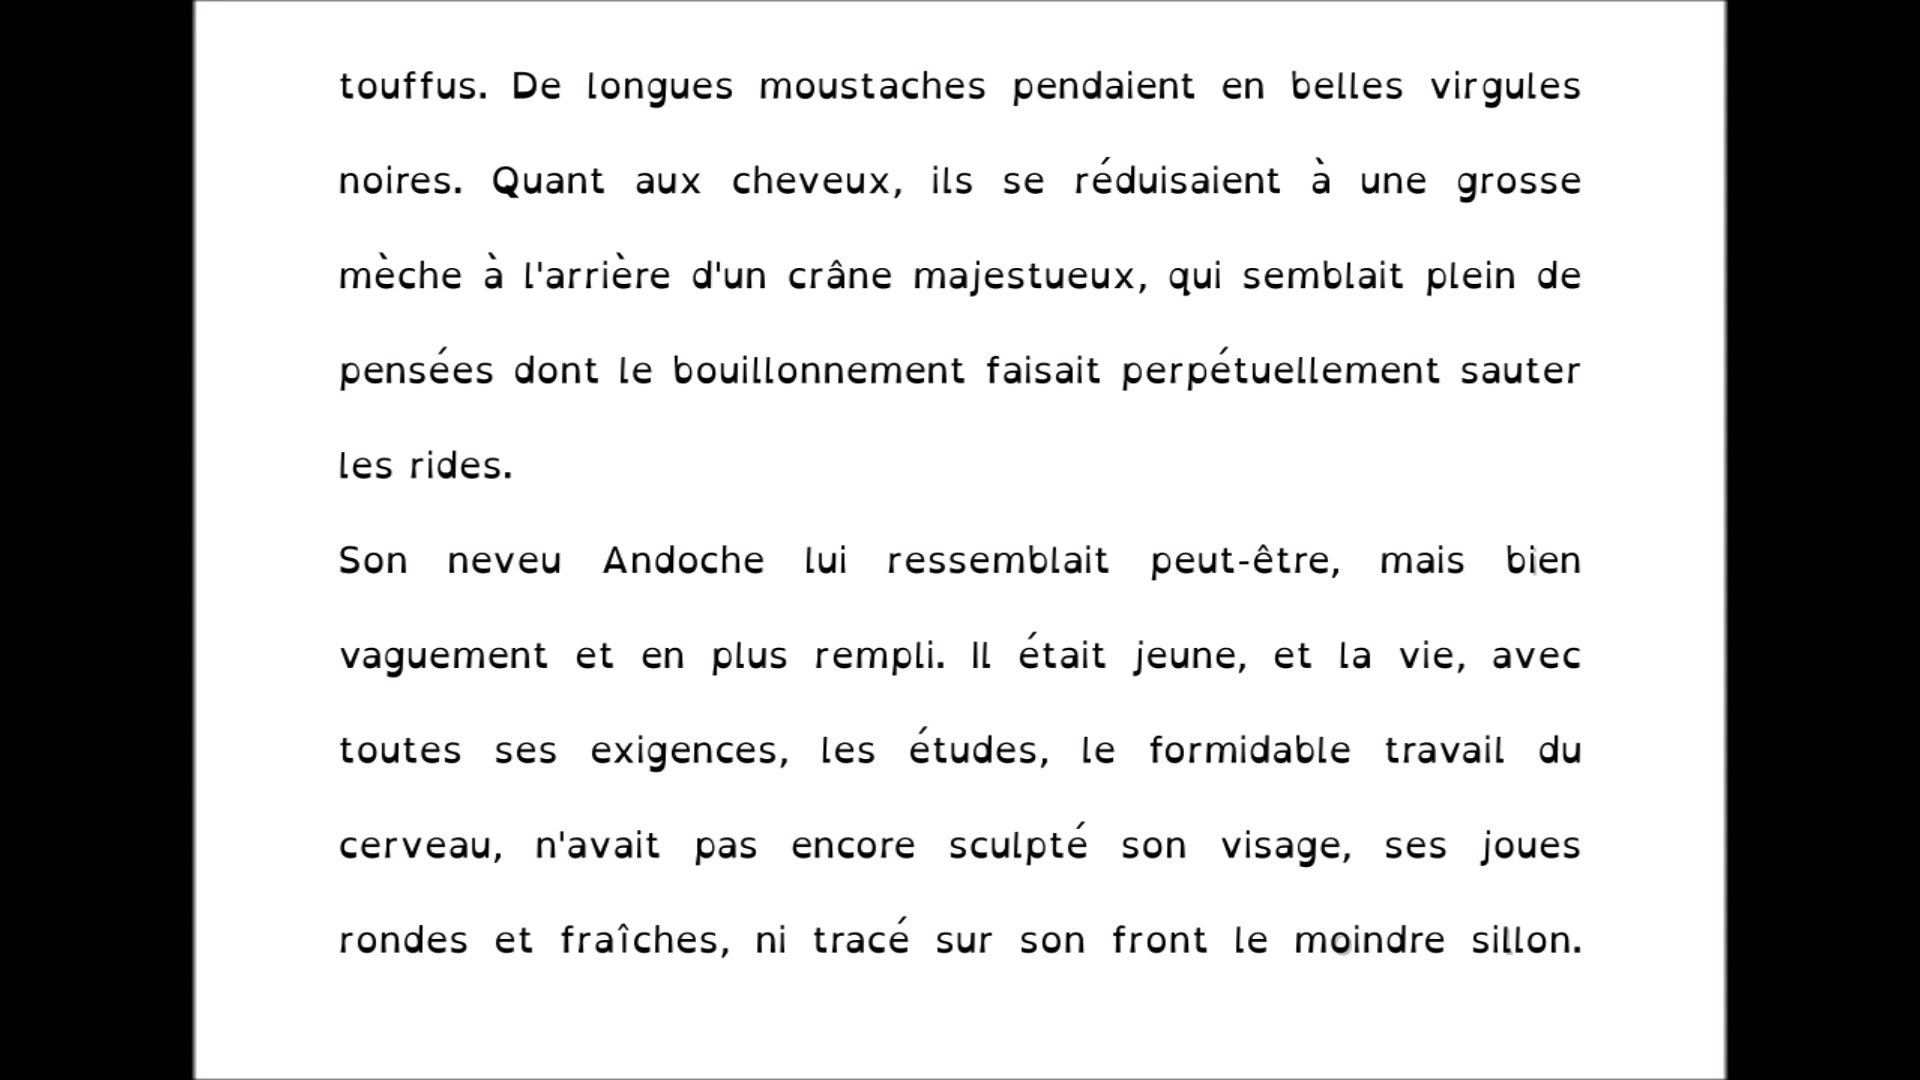 touffus. De longues moustaches pendaient en belles virgules
noires. Quant aux cheveux, ils se réduisaient à une grosse
mèche à l'arrière d'un crâne majestueux, qui semblait plein de
pensées dont le bouillonnement faisait perpétuellement sauter
les rides.
Son neveu Andoche lui ressemblait peut-être, mais bien
vaguement et en plus rempli. Il était jeune, et la vie, avec
toutes ses exigences, les études, le formidable travail du
cerveau, n'avait pas encore sculpté son visage, ses joues
rondes et fraîches, ni tracé sur son front le moindre sillon.